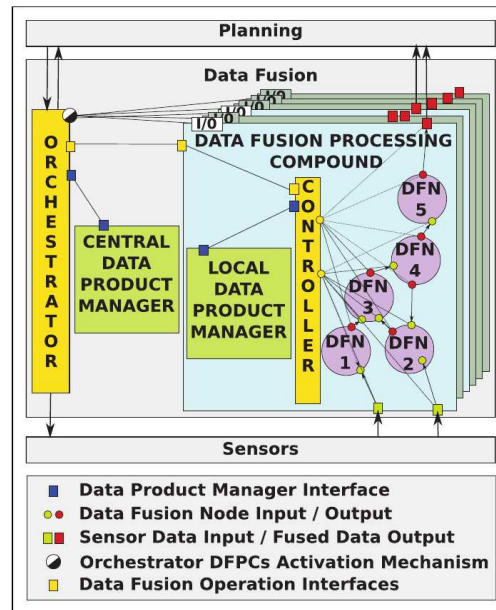 Planning
Data Fusion
I/0
I/0
DATA FUSION PROCESSING
COMPOUND
ORCHESTRATOR
CONTROLLER
CENTRAL
DATA
PRODUCT
MANAGER
LOCAL
DATA
PRODUCT
MANAGER
DFN
5
DFN
4
DFN
3
DFN
1
DFN
2
Sensors
Data Product Manager Interface
Data Fusion Node Input / Output
Sensor Data Input / Fused Data Output
Orchestrator DFPCs Activation Mechanism
Data Fusion Operation Interfaces